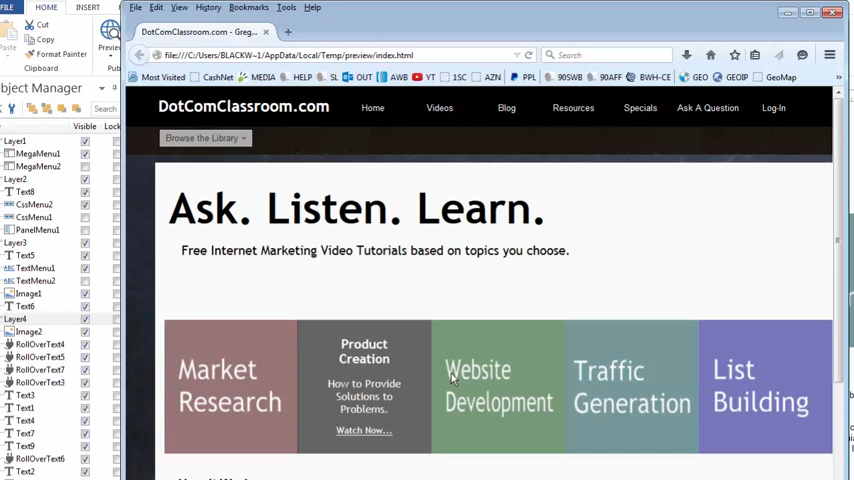 FILE
HOME
INSERT
Cut
Copy
Format Painter
Paste
Preview
Clipboard
Object Manager
Search
Visible
Lock
Layer1
MegaMenu1
MegaMenu2
Layer2
Text8
CssMenu2
CssMenu1
PanelMenu1
Layer3
Text5
TextMenu1
TextMenu2
Image1
Text6
Layer4
Image2
RollOverText4
RollOverText5
RollOverText7
RollOverText3
Text3
Text1
Text4
Text7
Text9
RollOverText6
Text2
File Edit View History Bookmarks Tools Help
DotComClassroom.com - Greg...
file:///C:/Users/BLACKW~1/AppData/Local/Temp/preview/index.html
Search
Most Visited CashNet MEDIA HELP SL OUT AWB YT 1SC AZN PPL 90SWB 90AFF BWH-CE GEO GEOIP GeoMap
DotComClassroom.com Home Videos Blog Resources Specials Ask A Question Log-In
Browse the Library
Ask. Listen. Learn.
Free Internet Marketing Video Tutorials based on topics you choose.
Market
Research
Product
Creation
How to Provide
Solutions to
Problems.
Watch Now...
Website
Development
Traffic
Generation
List
Building